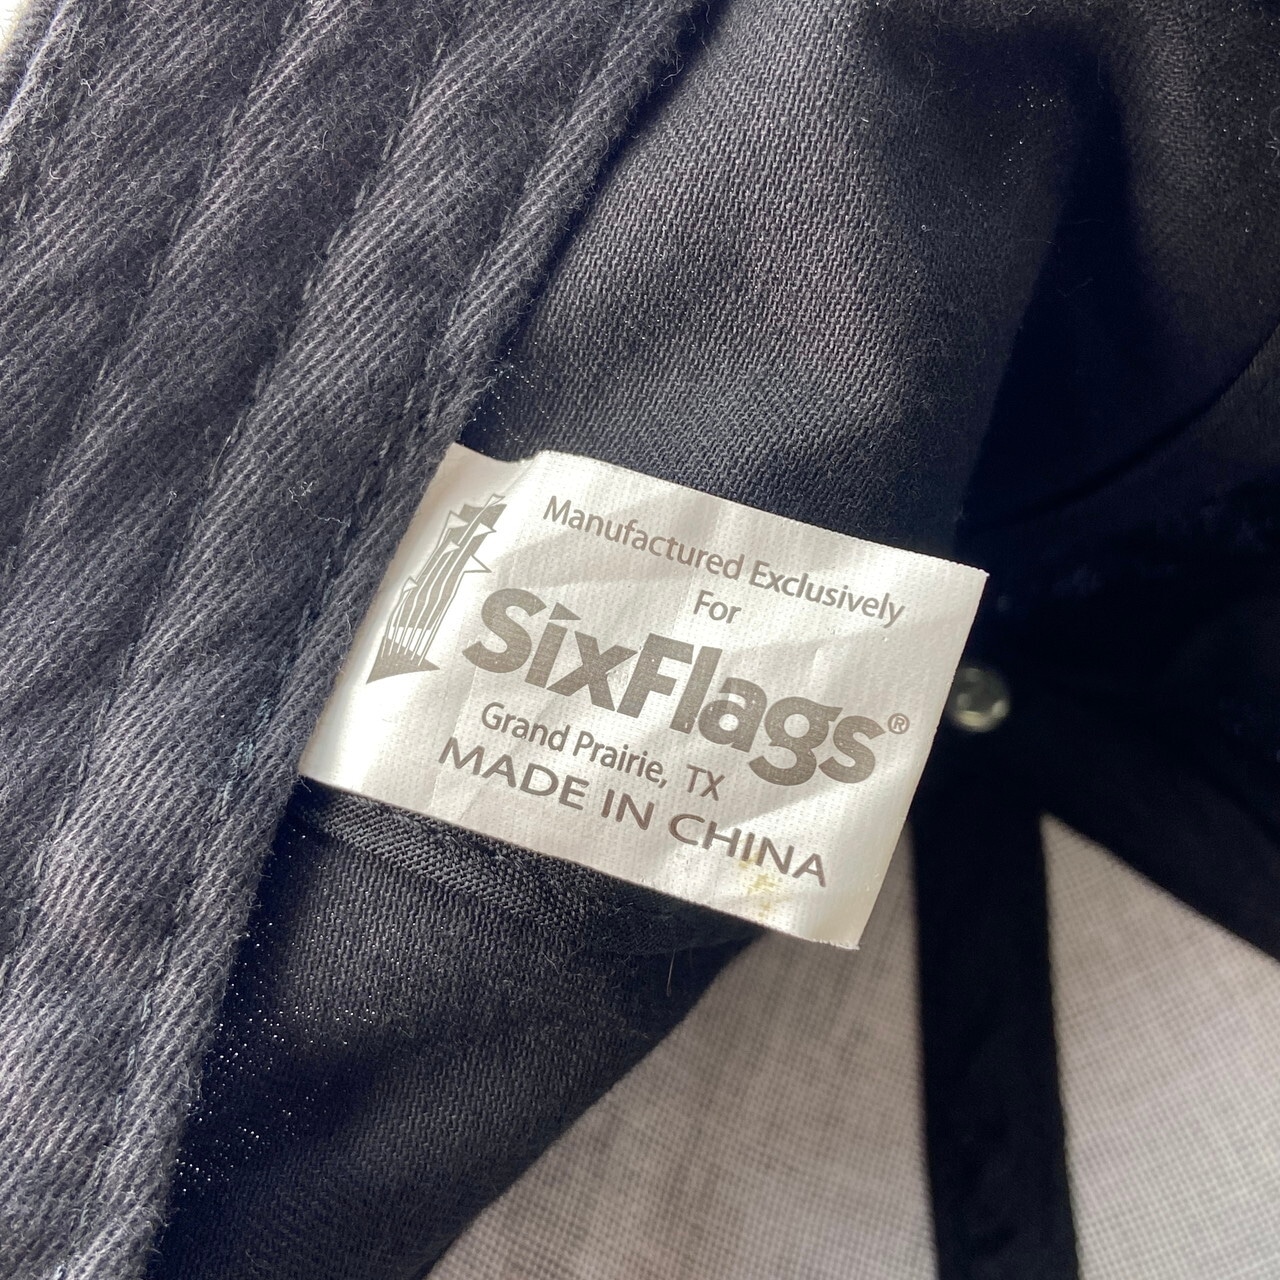 Manufactured Exclusively
For
SixFlags®
Grand Prairie, TX
MADE IN CHINA